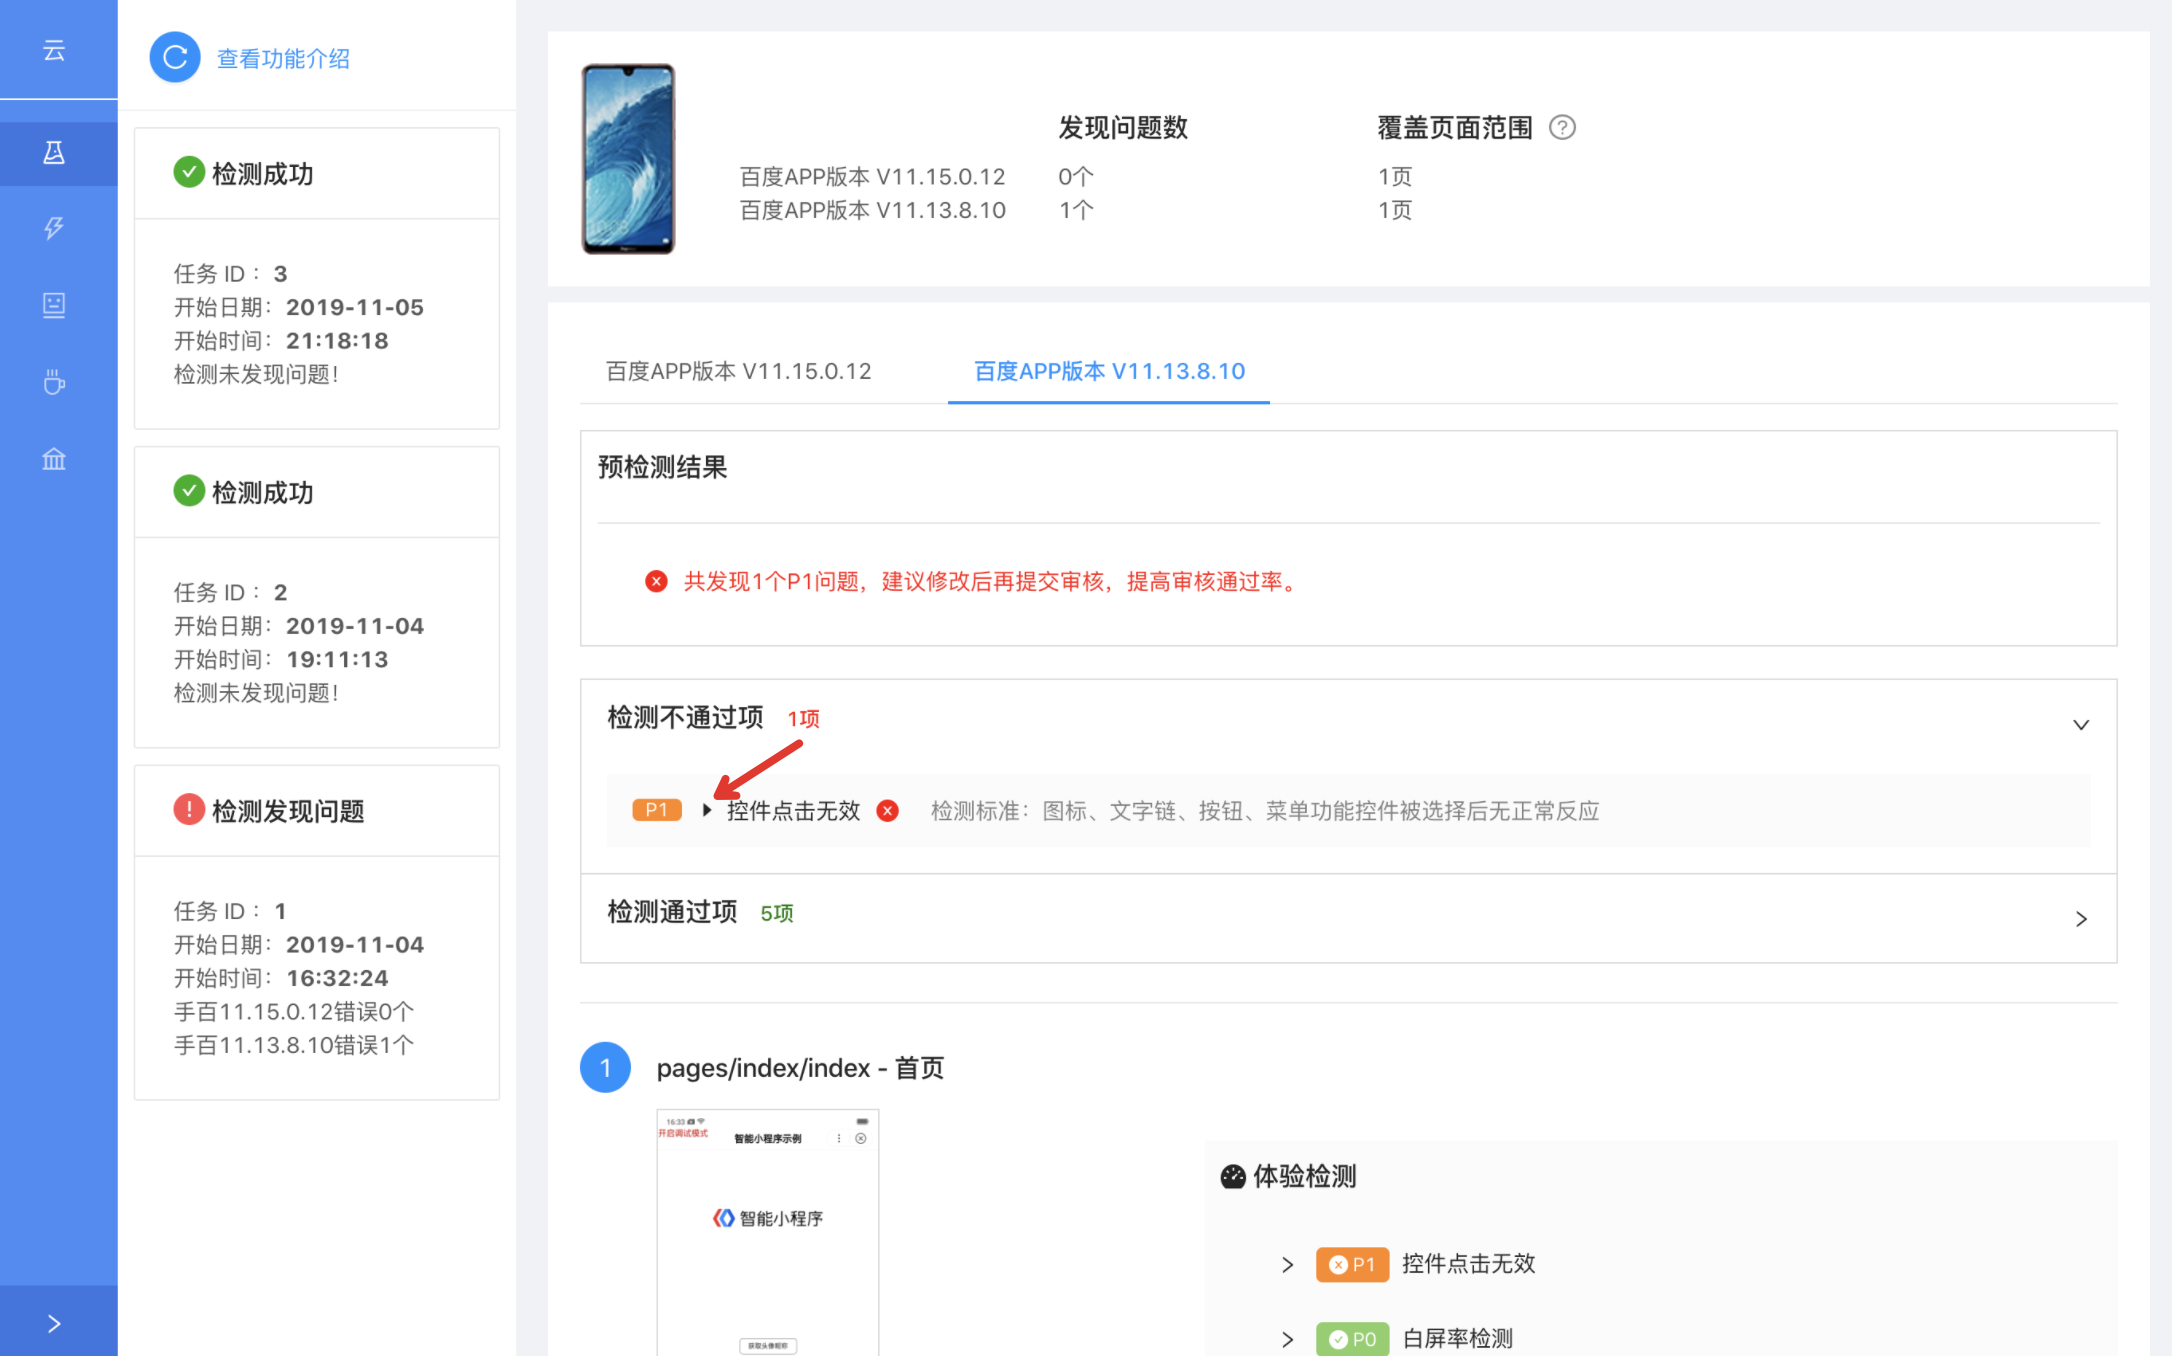 云
查看功能介绍
检测成功
任务 ID： 3
开始日期： 2019-11-05
开始时间： 21:18:18
检测未发现问题！
检测成功
任务 ID： 2
开始日期： 2019-11-04
开始时间： 19:11:13
检测未发现问题！
检测发现问题
任务 ID： 1
开始日期： 2019-11-04
开始时间： 16:32:24
手百11.15.0.12错误0个
手百11.13.8.10错误1个
发现问题数 覆盖页面范围 ?
百度APP版本 V11.15.0.12 0个 1页
百度APP版本 V11.13.8.10 1个 1页
百度APP版本 V11.15.0.12 百度APP版本 V11.13.8.10
预检测结果
共发现1个P1问题，建议修改后再提交审核，提高审核通过率。
检测不通过项 1项
P1 控件点击无效 检测标准：图标、文字链、按钮、菜单功能控件被选择后无正常反应
检测通过项 5项
1 pages/index/index - 首页
16:33
开启调试模式
智能小程序示例
智能小程序
获取头像昵称
体验检测
P1 控件点击无效
P0 白屏率检测